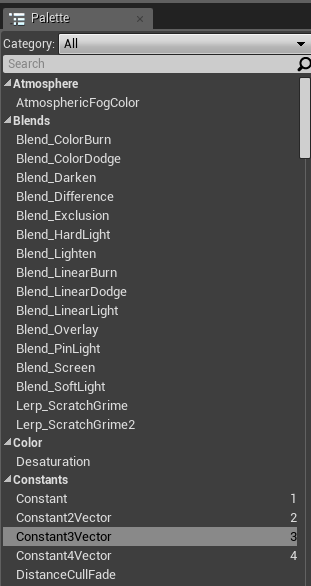 Palette
Category: All
Search
Atmosphere
AtmosphericFogColor
Blends
Blend_ColorBurn
Blend_ColorDodge
Blend_Darken
Blend_Difference
Blend_Exclusion
Blend_HardLight
Blend_Lighten
Blend_LinearBurn
Blend_LinearDodge
Blend_LinearLight
Blend_Overlay
Blend_PinLight
Blend_Screen
Blend_SoftLight
Lerp_ScratchGrime
Lerp_ScratchGrime2
Color
Desaturation
Constants
Constant 1
Constant2Vector 2
Constant3Vector 3
Constant4Vector 4
DistanceCullFade